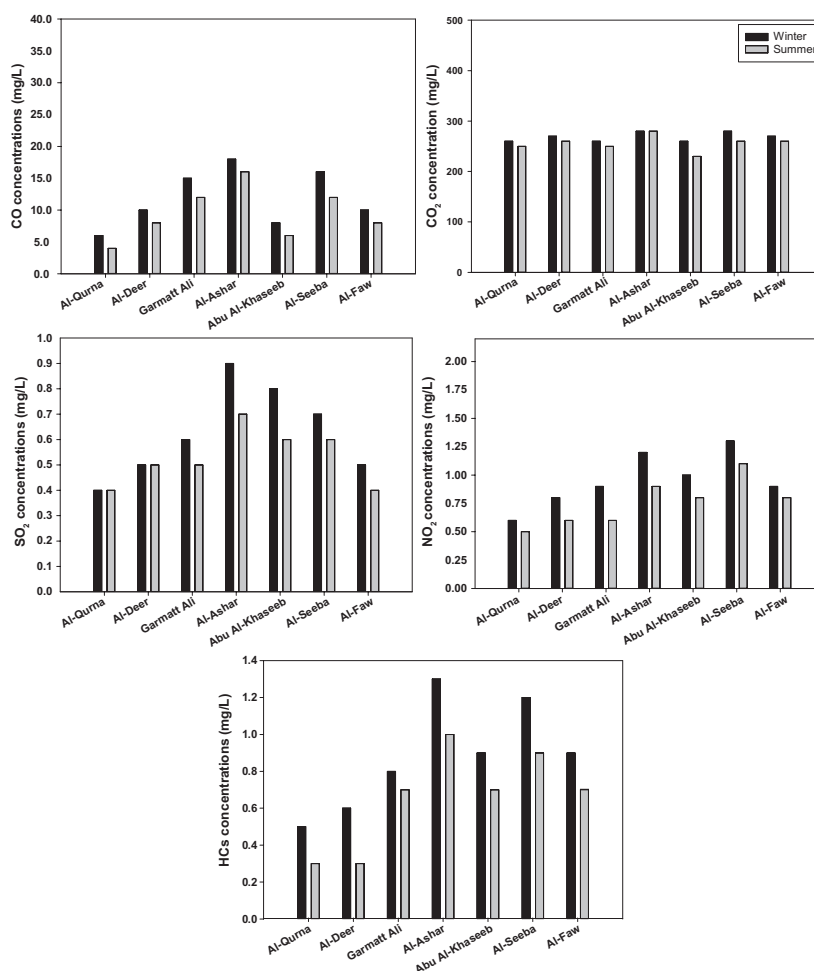 40.0
35.0
30.0
25.0
20.0
15.0
10.0
5.0
0.0
CO concentrations (mg/L)
Al-Qurna
Al-Deer
Garmatt Ali
Al-Ashar
Abu Al-Khaseeb
Al-Seeba
Al-Faw
500
400
300
200
100
0
CO2 concentration (mg/L)
Winter
Summer
Al-Qurna
Al-Deer
Garmatt Ali
Al-Ashar
Abu Al-Khaseeb
Al-Seeba
Al-Faw
1.0
0.9
0.8
0.7
0.6
0.5
0.4
0.3
0.2
0.1
0.0
SO2 concentrations (mg/L)
Al-Qurna
Al-Deer
Garmatt Ali
Al-Ashar
Abu Al-Khaseeb
Al-Seeba
Al-Faw
2.00
1.75
1.50
1.25
1.00
0.75
0.50
0.25
0.00
NO2 concentrations (mg/L)
Al-Qurna
Al-Deer
Garmatt Ali
Al-Ashar
Abu Al-Khaseeb
Al-Seeba
Al-Faw
1.4
1.2
1.0
0.8
0.6
0.4
0.2
0.0
HCs concentrations (mg/L)
Al-Qurna
Al-Deer
Garmatt Ali
Al-Ashar
Abu Al-Khaseeb
Al-Seeba
Al-Faw